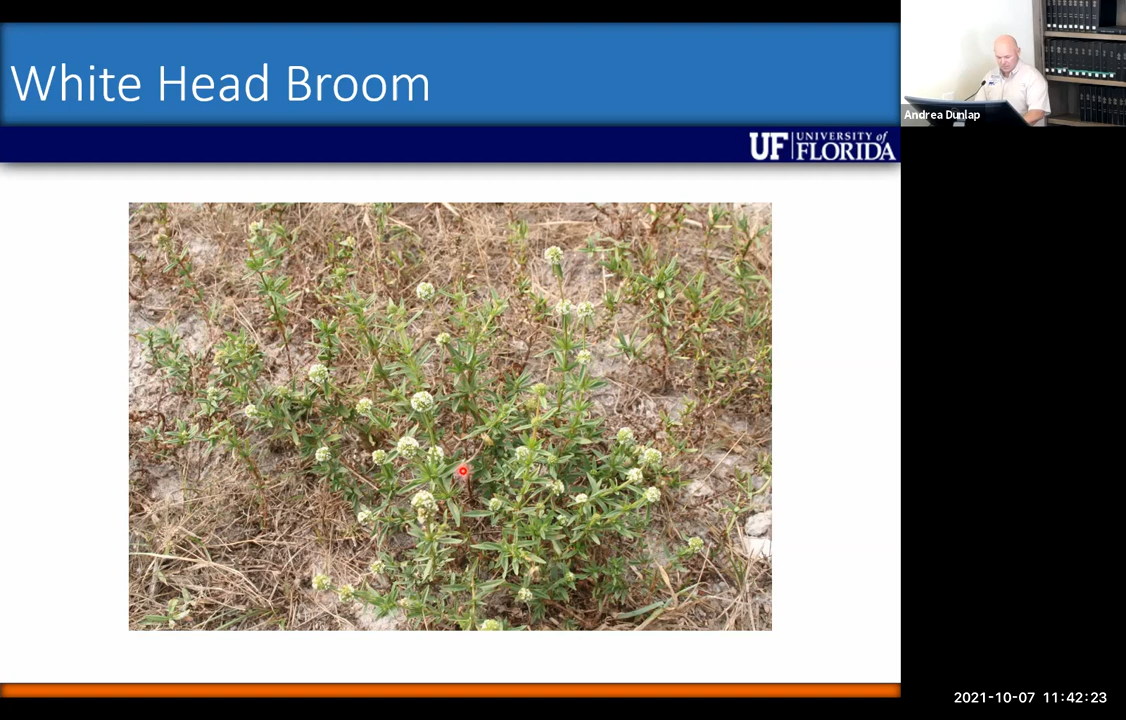 White Head Broom
UF UNIVERSITY of
FLORIDA
Andrea Dunlap
2021-10-07 11:42:23